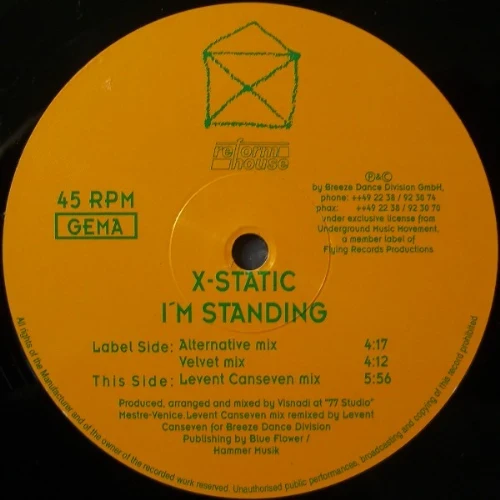 reform
house
45 RPM
GEMA
℗&©
by Breeze Dance Division GmbH,
phone: ++49 22 38 / 92 30 74
phax: ++49 22 38 / 92 30 70
under exclusive license from
Underground Music Movement,
a member label of
Flying Records Productions
X-STATIC
I'M STANDING
Label Side: Alternative mix 4:17
Velvet mix 4:12
This Side: Levent Canseven mix 5:56
Produced, arranged and mixed by Visnadi at "77 Studio"
Mestre-Venice. Levent Canseven mix remixed by Levent
Canseven for Breeze Dance Division
Publishing by Blue Flower /
Hammer Musik
All rights of the Manufacturer and of the owner of the recorded work reserved. Unauthorised public performances, broadcasting and copying of this record prohibited